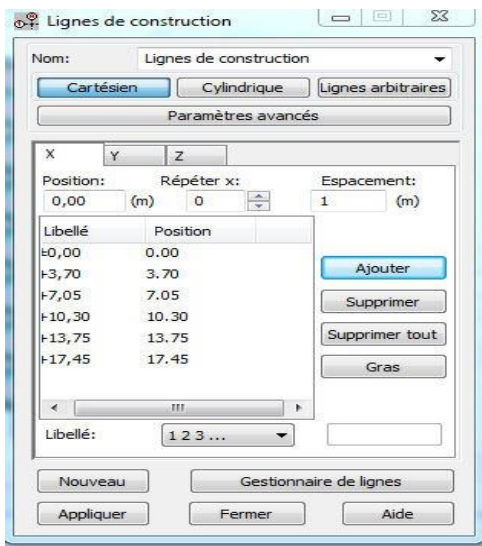 Lignes de construction
Nom: Lignes de construction
Cartésien Cylindrique Lignes arbitraires
Paramètres avancés
X Y Z
Position: Répéter x: Espacement:
0,00 (m) 0 1 (m)
Libellé Position
+0,00 0.00
+3,70 3.70
+7,05 7.05
+10,30 10.30
+13,75 13.75
+17,45 17.45
Ajouter
Supprimer
Supprimer tout
Gras
Libellé: 1 2 3 ...
Nouveau Gestionnaire de lignes
Appliquer Fermer Aide